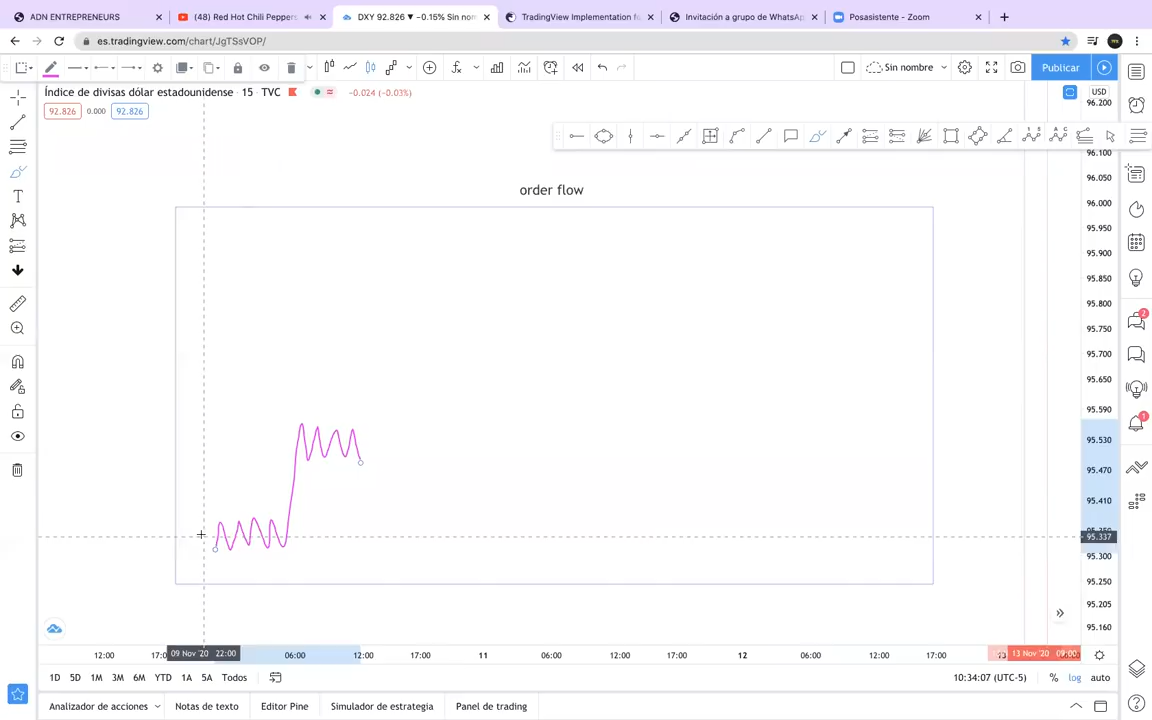 ADN ENTREPRENEURS
(48) Red Hot Chili Peppers
DXY 92.826 ▼ −0.15% Sin nom
TradingView Implementation
Invitación a grupo de WhatsAp
Posasistente - Zoom
es.tradingview.com/chart/JgTSsVOP/
Sin nombre
Publicar
Índice de divisas dólar estadounidense · 15 · TVC
−0.024 (−0.03%)
USD
92.826
0.000
92.826
96.200
96.100
96.050
96.000
95.950
95.900
95.850
95.800
95.750
95.700
95.650
95.590
95.530
95.470
95.410
95.337
95.300
95.250
95.205
95.160
order flow
12:00
09 Nov '20 22:00
06:00
12:00
17:00
11
06:00
12:00
17:00
12
06:00
12:00
17:00
13 Nov '20 09:00
1D
5D
1M
3M
6M
YTD
1A
5A
Todos
10:34:07 (UTC-5)
%
log
auto
Analizador de acciones
Notas de texto
Editor Pine
Simulador de estrategia
Panel de trading